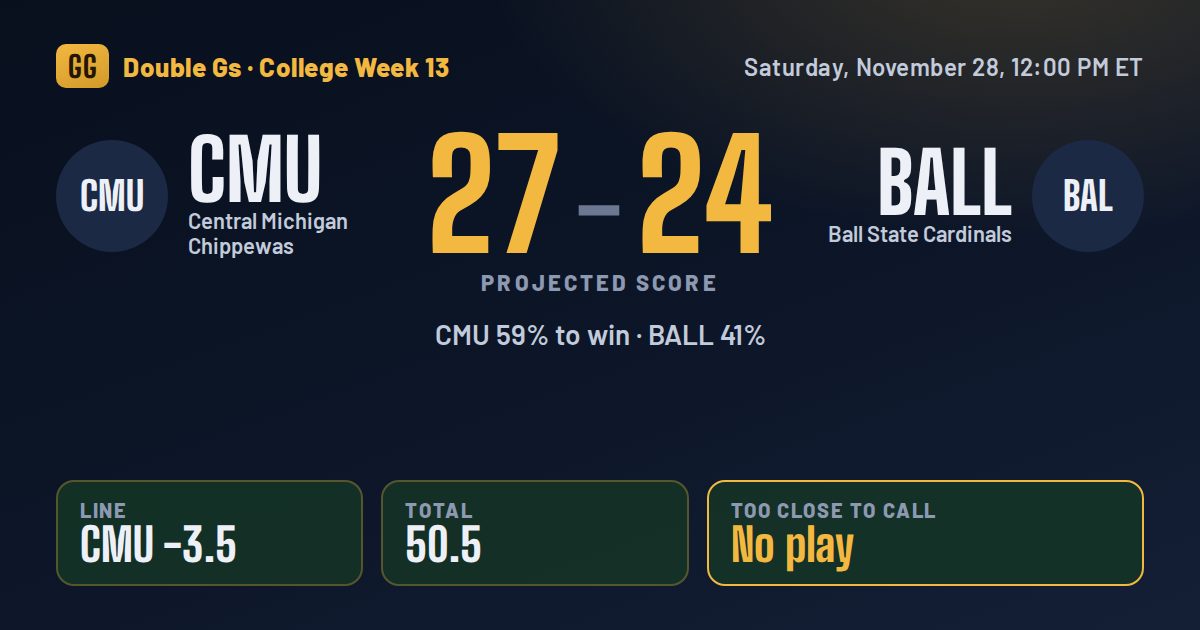 GG
Double Gs · College Week 13
Saturday, November 28, 12:00 PM ET
CMU
CMU
Central Michigan
Chippewas
27 – 24
PROJECTED SCORE
CMU 59% to win · BALL 41%
BALL
Ball State Cardinals
BAL
LINE
CMU −3.5
TOTAL
50.5
TOO CLOSE TO CALL
No play